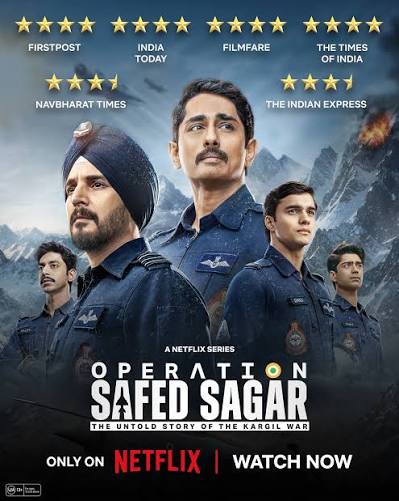 FIRSTPOST
INDIA
TODAY
FILMFARE
THE TIMES
OF INDIA
NAVBHARAT TIMES
THE INDIAN EXPRESS
A NETFLIX SERIES
OPERATION
SAFED SAGAR
THE UNTOLD STORY OF THE KARGIL WAR
ONLY ON NETFLIX | WATCH NOW